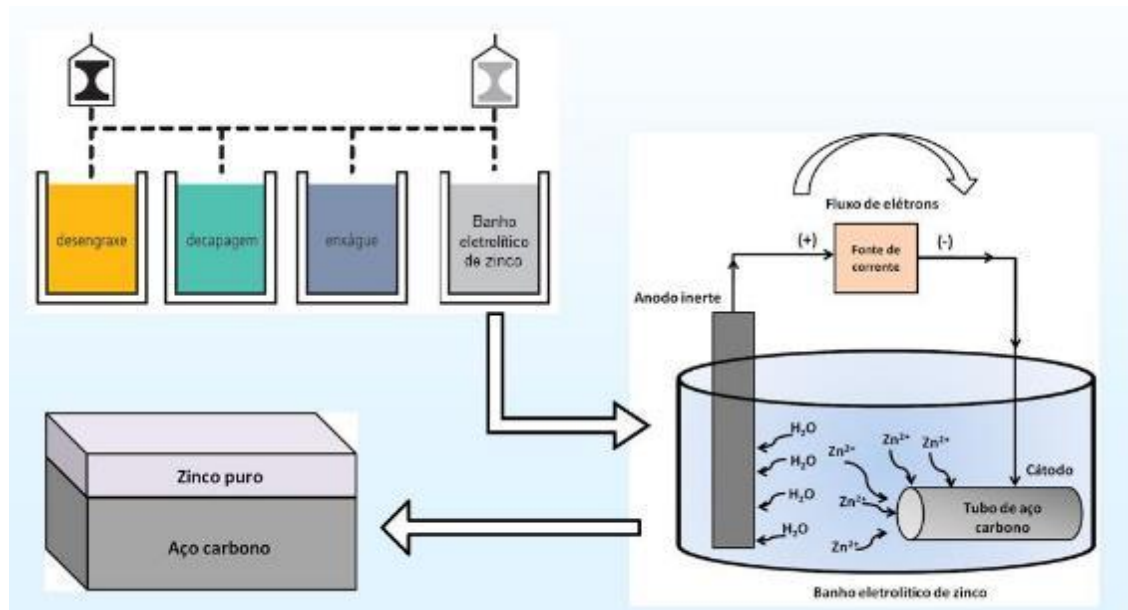 desengraxe
decapagem
enxágue
Banho
eletrolítico
de zinco
Fluxo de elétrons
(+)
Fonte de
corrente
(-)
Anodo inerte
H₂O
H₂O
H₂O
H₂O
Zn²⁺
Zn²⁺
Zn²⁺
Zn²⁺
Zn²⁺
Cátodo
Tubo de aço
carbono
Banho eletrolítico de zinco
Zinco puro
Aço carbono